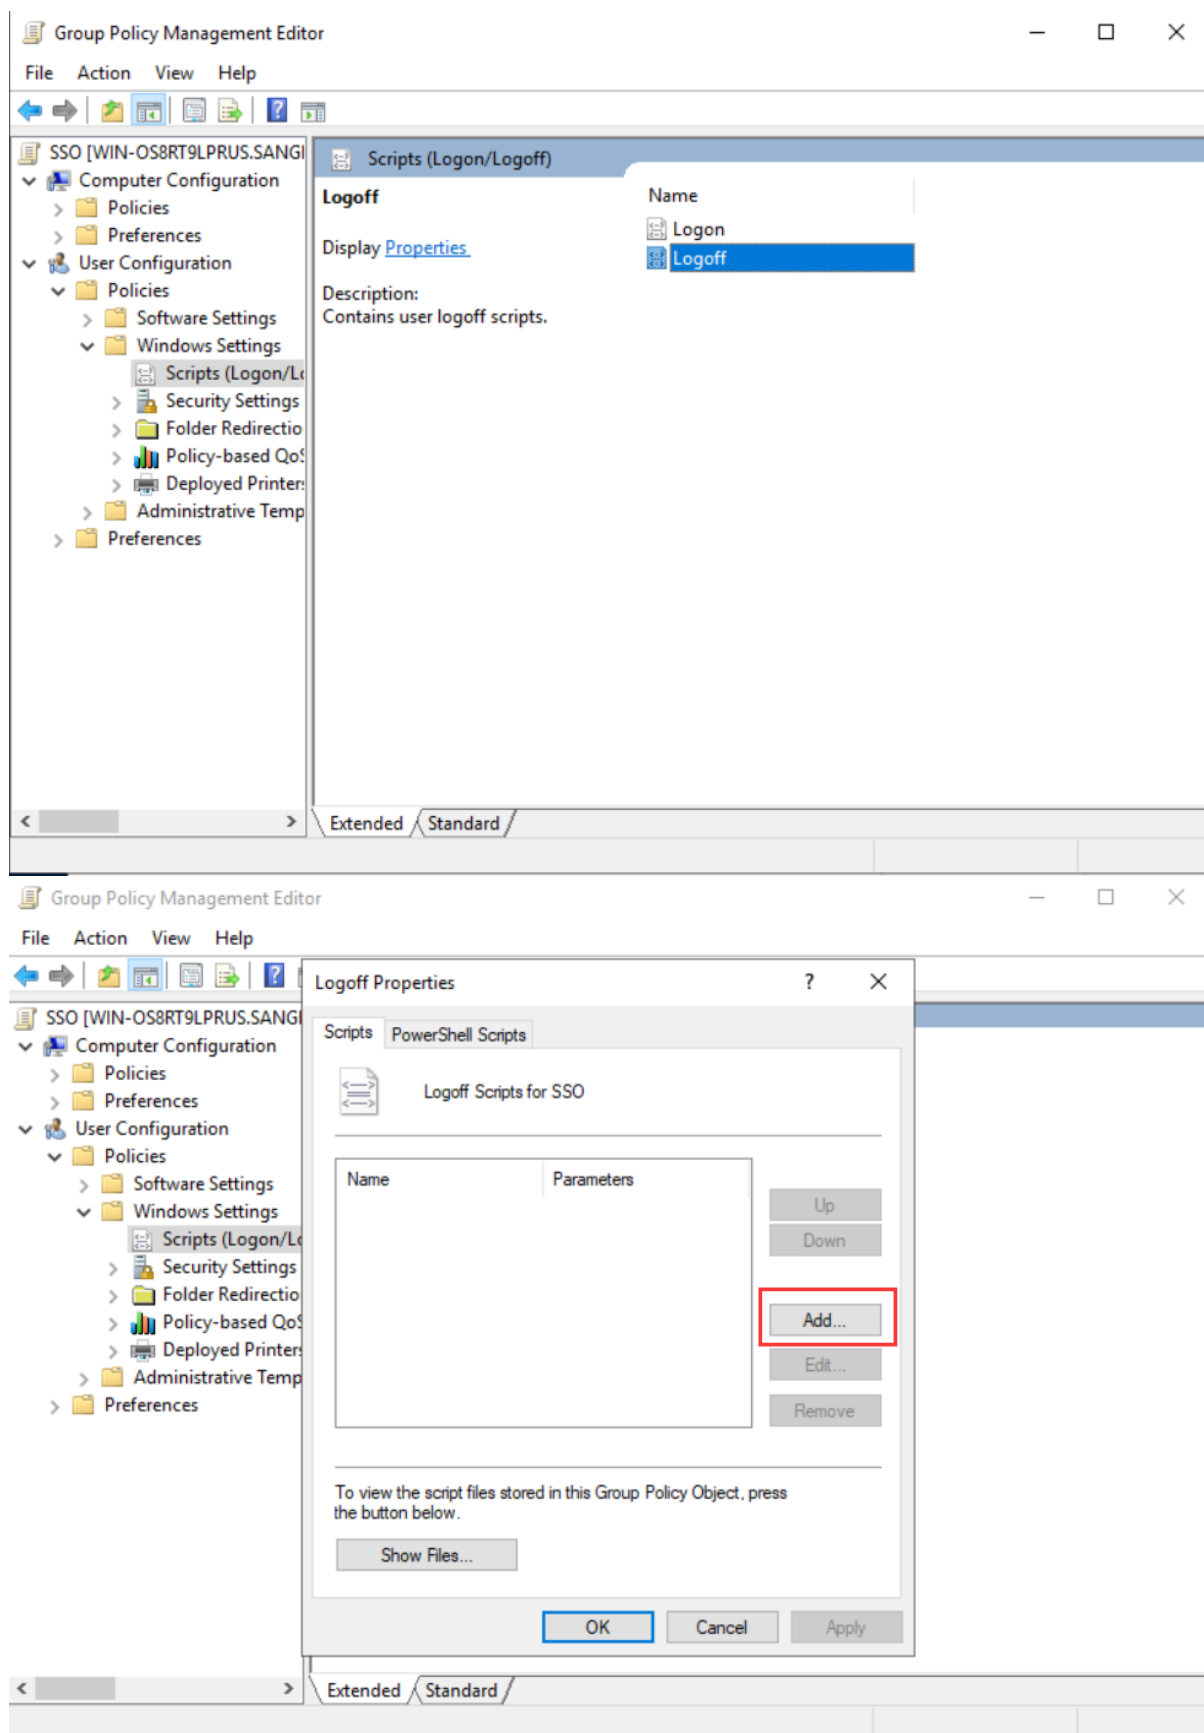 Group Policy Management Editor
File Action View Help
SSO [WIN-OS8RT9LPRUS.SANGI
Computer Configuration
Policies
Preferences
User Configuration
Policies
Software Settings
Windows Settings
Scripts (Logon/Lo
Security Settings
Folder Redirectio
Policy-based QoS
Deployed Printers
Administrative Temp
Preferences
Scripts (Logon/Logoff)
Logoff
Display Properties
Description:
Contains user logoff scripts.
Name
Logon
Logoff
Extended Standard
Group Policy Management Editor
File Action View Help
SSO [WIN-OS8RT9LPRUS.SANGI
Computer Configuration
Policies
Preferences
User Configuration
Policies
Software Settings
Windows Settings
Scripts (Logon/Lo
Security Settings
Folder Redirectio
Policy-based QoS
Deployed Printers
Administrative Temp
Preferences
Logoff Properties ?
Scripts PowerShell Scripts
Logoff Scripts for SSO
Name Parameters
Up
Down
Add...
Edit...
Remove
To view the script files stored in this Group Policy Object, press
the button below.
Show Files...
OK Cancel Apply
Extended Standard